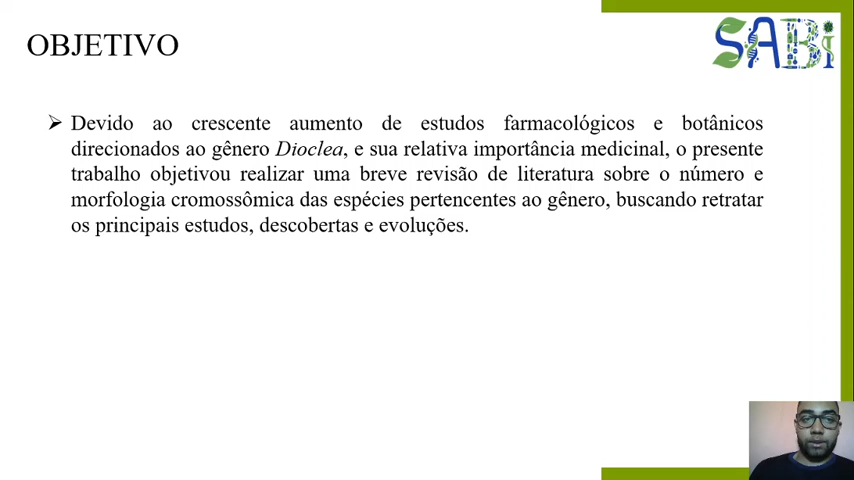 OBJETIVO
SABi
➢ Devido ao crescente aumento de estudos farmacológicos e botânicos
direcionados ao gênero Dioclea, e sua relativa importância medicinal, o presente
trabalho objetivou realizar uma breve revisão de literatura sobre o número e
morfologia cromossômica das espécies pertencentes ao gênero, buscando retratar
os principais estudos, descobertas e evoluções.